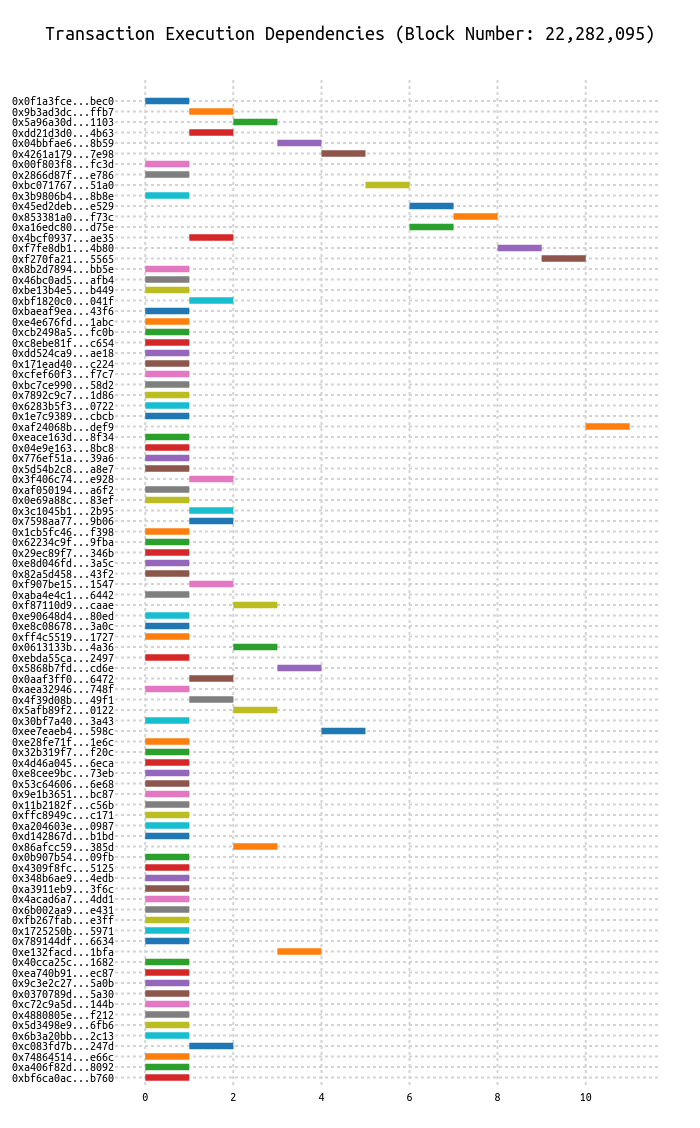 Transaction Execution Dependencies (Block Number: 22,282,095)
0x0f1a3fce...bec0
0x9b3ad3dc...ffb7
0x5a96a30d...1103
0xdd21d3d0...4b63
0x04bbfae6...8b59
0x4261a179...7e98
0x00f803f8...fc3d
0x2866d87f...e786
0xbc071767...51a0
0x3b9806b4...8b8e
0x45ed2deb...e529
0x853381a0...f73c
0xa16edc80...d75e
0x4bcf0937...ae35
0xf7fe8db1...4b80
0xf270fa21...5565
0x8b2d7894...bb5e
0x46bc0ad5...afb4
0xbe13b4e5...b449
0xbf1820c0...041f
0xbaeaf9ea...43f6
0xe4e676fd...1abc
0xcb2498a5...fc0b
0xc8ebe81f...c654
0xdd524ca9...ae18
0x171ead40...c224
0xcfef60f3...f7c7
0xbc7ce990...58d2
0x7892c9c7...1d86
0x6283b5f3...0722
0x1e7c9389...cbcb
0xaf24068b...def9
0xeace163d...8f34
0x04e9e163...8bc8
0x776ef51a...39a6
0x5d54b2c8...a8e7
0x3f406c74...e928
0xaf050194...a6f2
0x0e69a88c...83ef
0x3c1045b1...2b95
0x7598aa77...9b06
0x1cb5fc46...f398
0x62234c9f...9fba
0x29ec89f7...346b
0xe8d046fd...3a5c
0x82a5d458...43f2
0xf907be15...1547
0xaba4e4c1...6442
0xf87110d9...caae
0xe90648d4...80ed
0xe8c08678...3a0c
0xff4c5519...1727
0x0613133b...4a36
0xebda55ca...2497
0x5868b7fd...cd6e
0x0aaf3ff0...6472
0xaea32946...748f
0x4f39d08b...49f1
0x5afb89f2...0122
0x30bf7a40...3a43
0xee7eaeb4...598c
0xe28fe71f...1e6c
0x32b319f7...f20c
0x4d46a045...6eca
0xe8cee9bc...73eb
0x53c64606...6e68
0x9e1b3651...bc87
0x11b2182f...c56b
0xffc8949c...c171
0xa204603e...0987
0xd142867d...b1bd
0x86afcc59...385d
0x0b907b54...09fb
0x4309f8fc...5125
0x348b6ae9...4edb
0xa3911eb9...3f6c
0x4acad6a7...4dd1
0x6b002aa9...e431
0xfb267fab...e3ff
0x1725250b...5971
0x789144df...6634
0xe132facd...1bfa
0x40cca25c...1682
0xea740b91...ec87
0x9c3e2c27...5a0b
0x0370789d...5a30
0xc72c9a5d...144b
0x4880805e...f212
0x5d3498e9...6fb6
0x6b3a20bb...2c13
0xc083fd7b...247d
0x74864514...e66c
0xa406f82d...8092
0xbf6ca0ac...b760
0 2 4 6 8 10